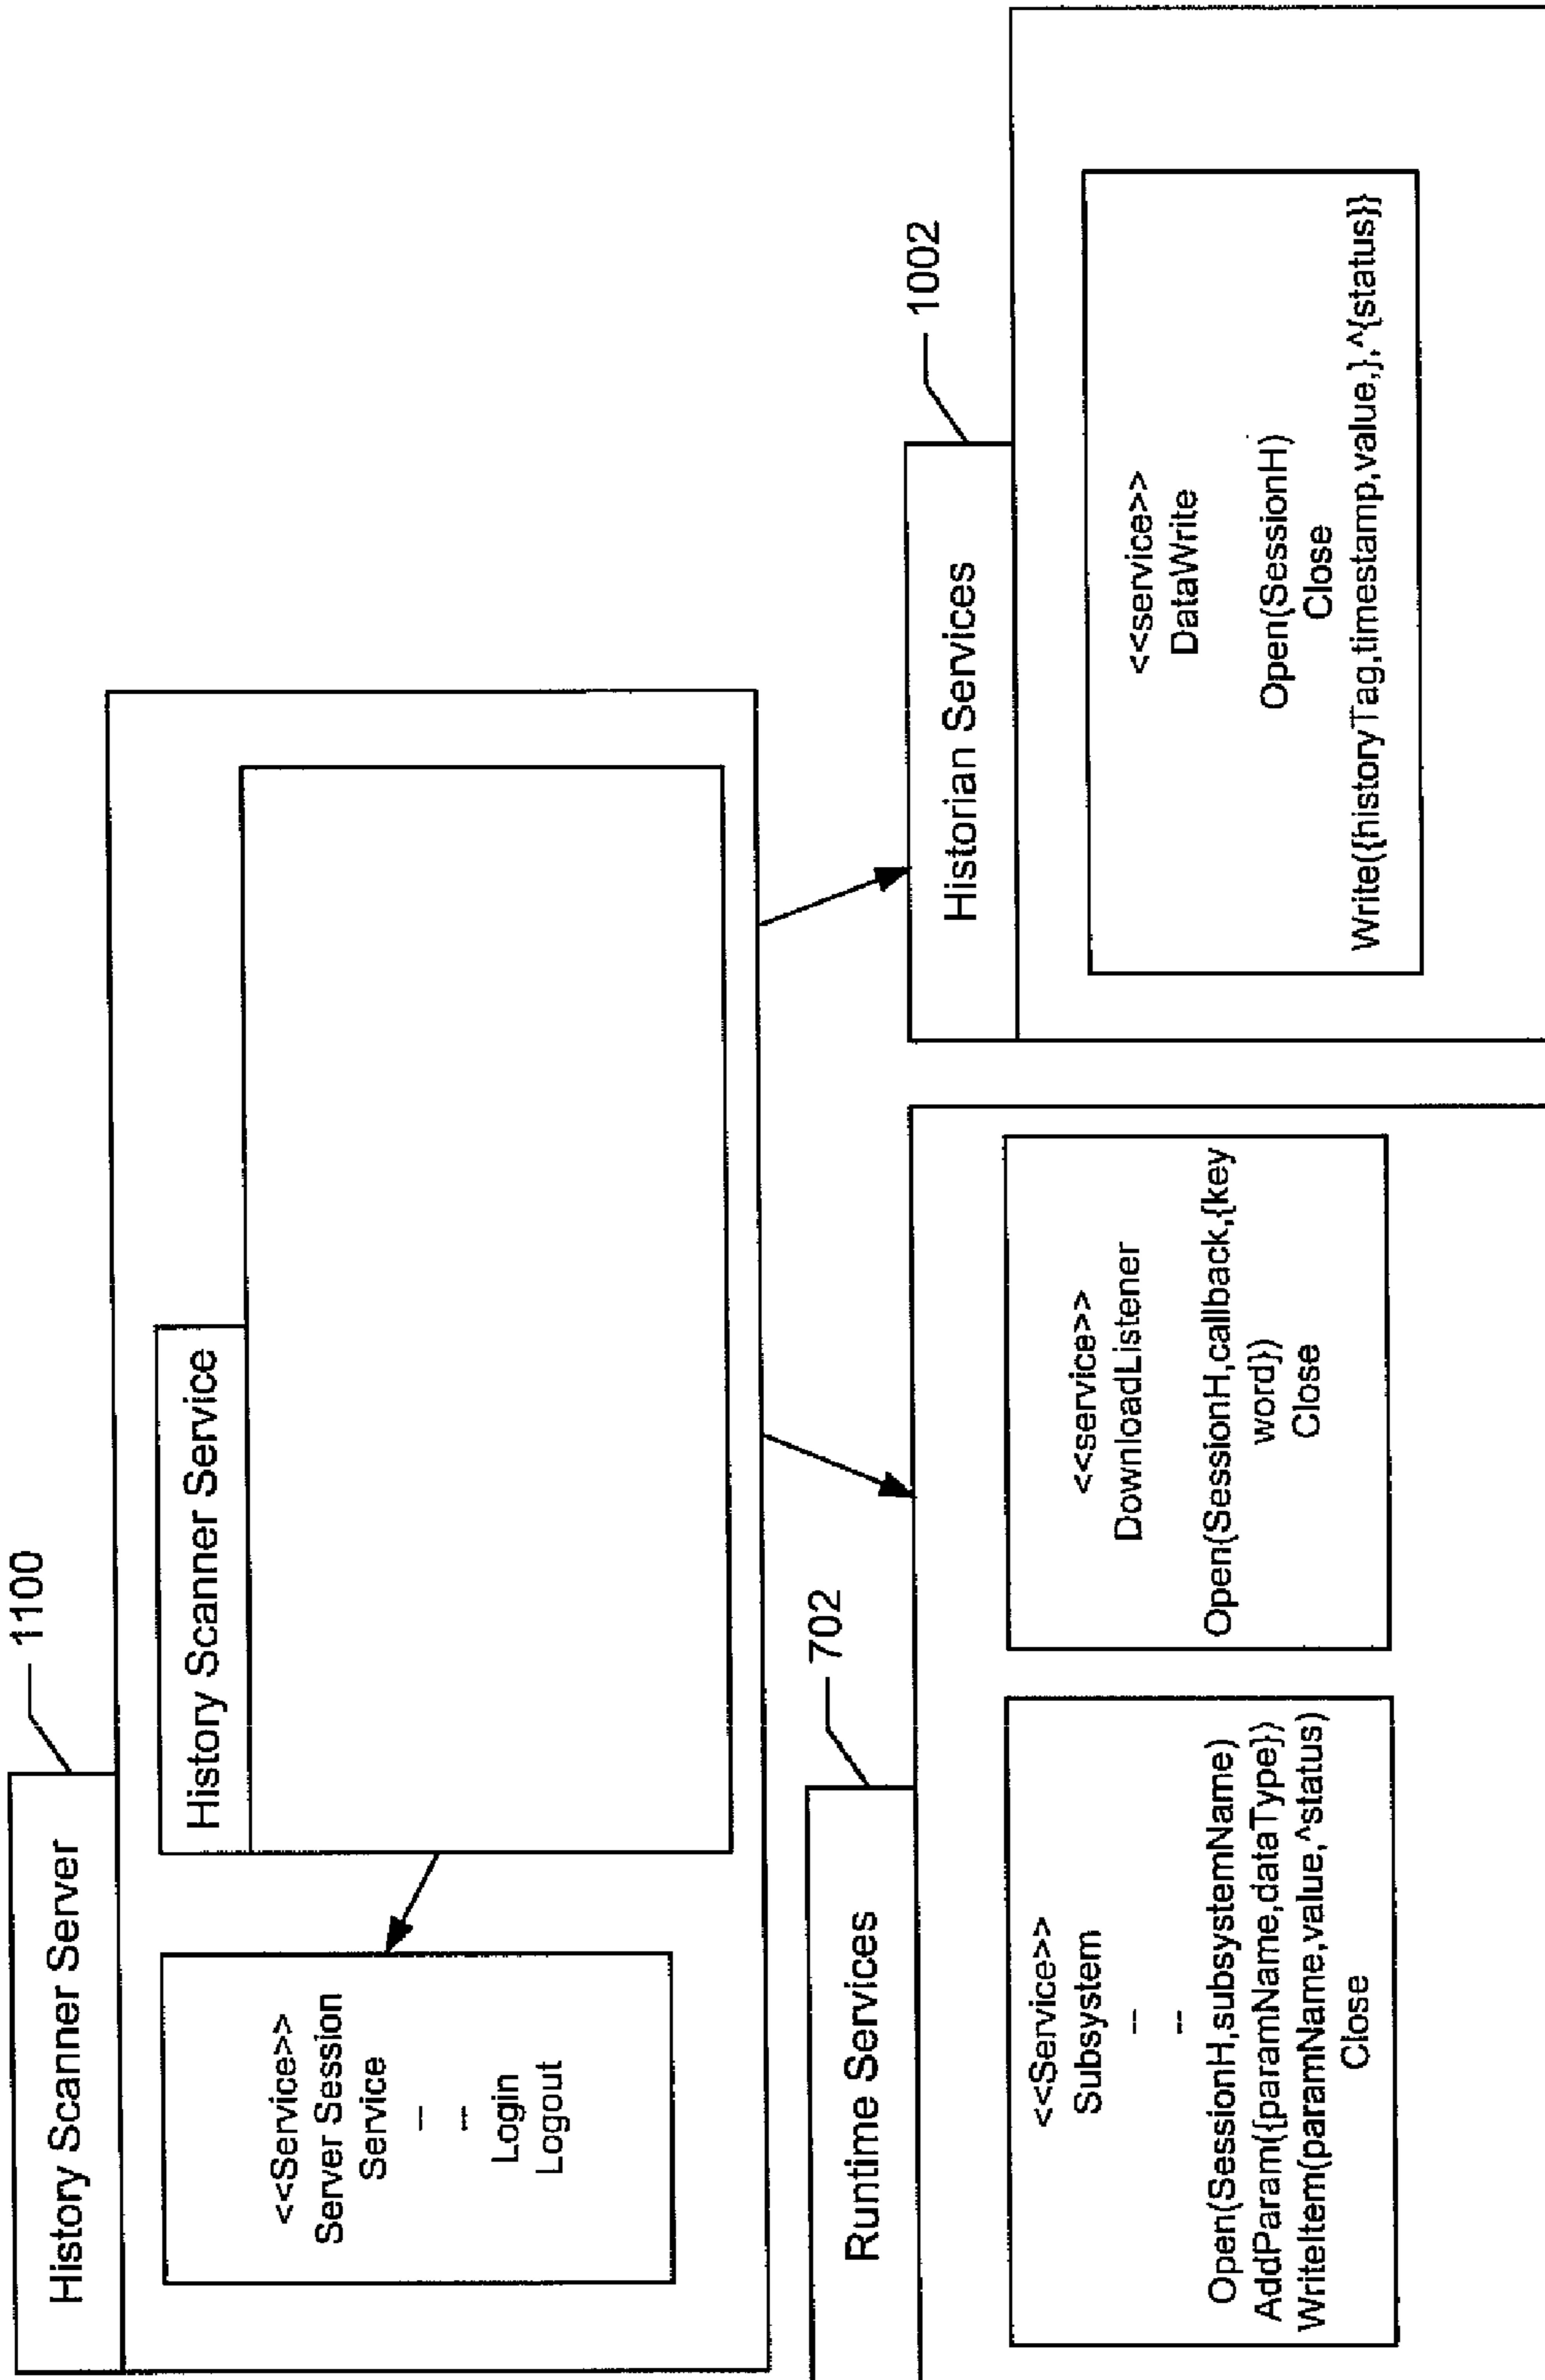 History Scanner Server
1100
History Scanner Service
<<Service>>
Server Session
Service
--
--
Login
Logout
Runtime Services
702
<<Service>>
Subsystem
--
--
Open(SessionH,subsystemName)
AddParam({paramName,dataType})
WriteItem(paramName,value,^status)
Close
<<service>>
DownloadListener
Open(SessionH,callback,{key
word})
Close
Historian Services
1002
<<service>>
DataWrite
Open(SessionH)
Close
Write({historyTag,timestamp,value,},^{status}}